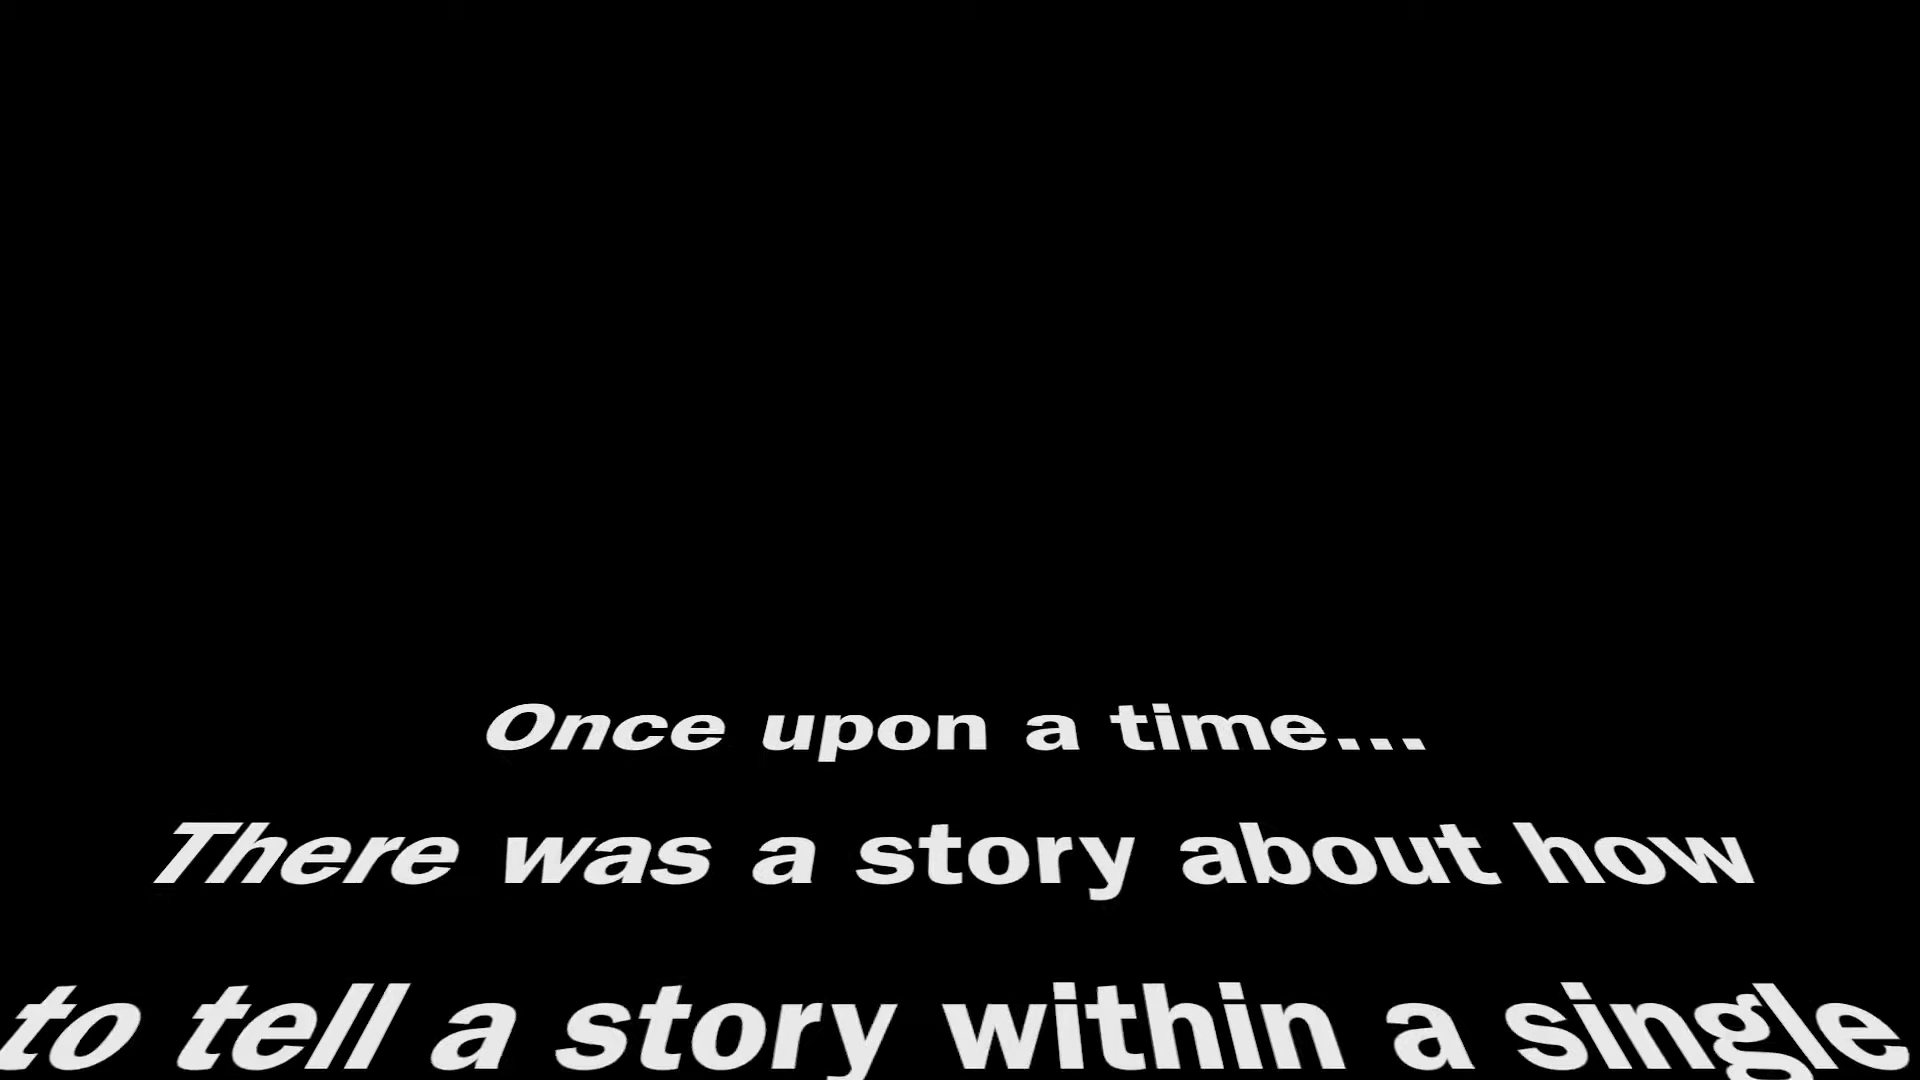 Once upon a time...
There was a story about how
to tell a story within a single